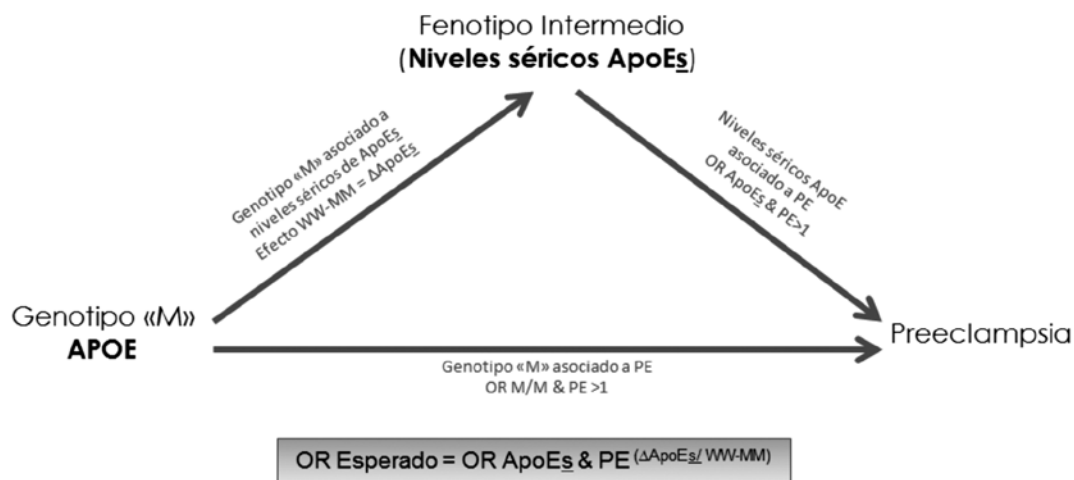 Fenotipo Intermedio
(Niveles séricos ApoEs)
Genotipo «M» asociado a
niveles séricos de ApoEs
Efecto WW-MM = ΔApoEs
Niveles séricos ApoE
asociado a PE
OR ApoEs & PE>1
Genotipo «M»
APOE
Preeclampsia
Genotipo «M» asociado a PE
OR M/M & PE >1
OR Esperado = OR ApoEs & PE (ΔApoEs/ WW-MM)